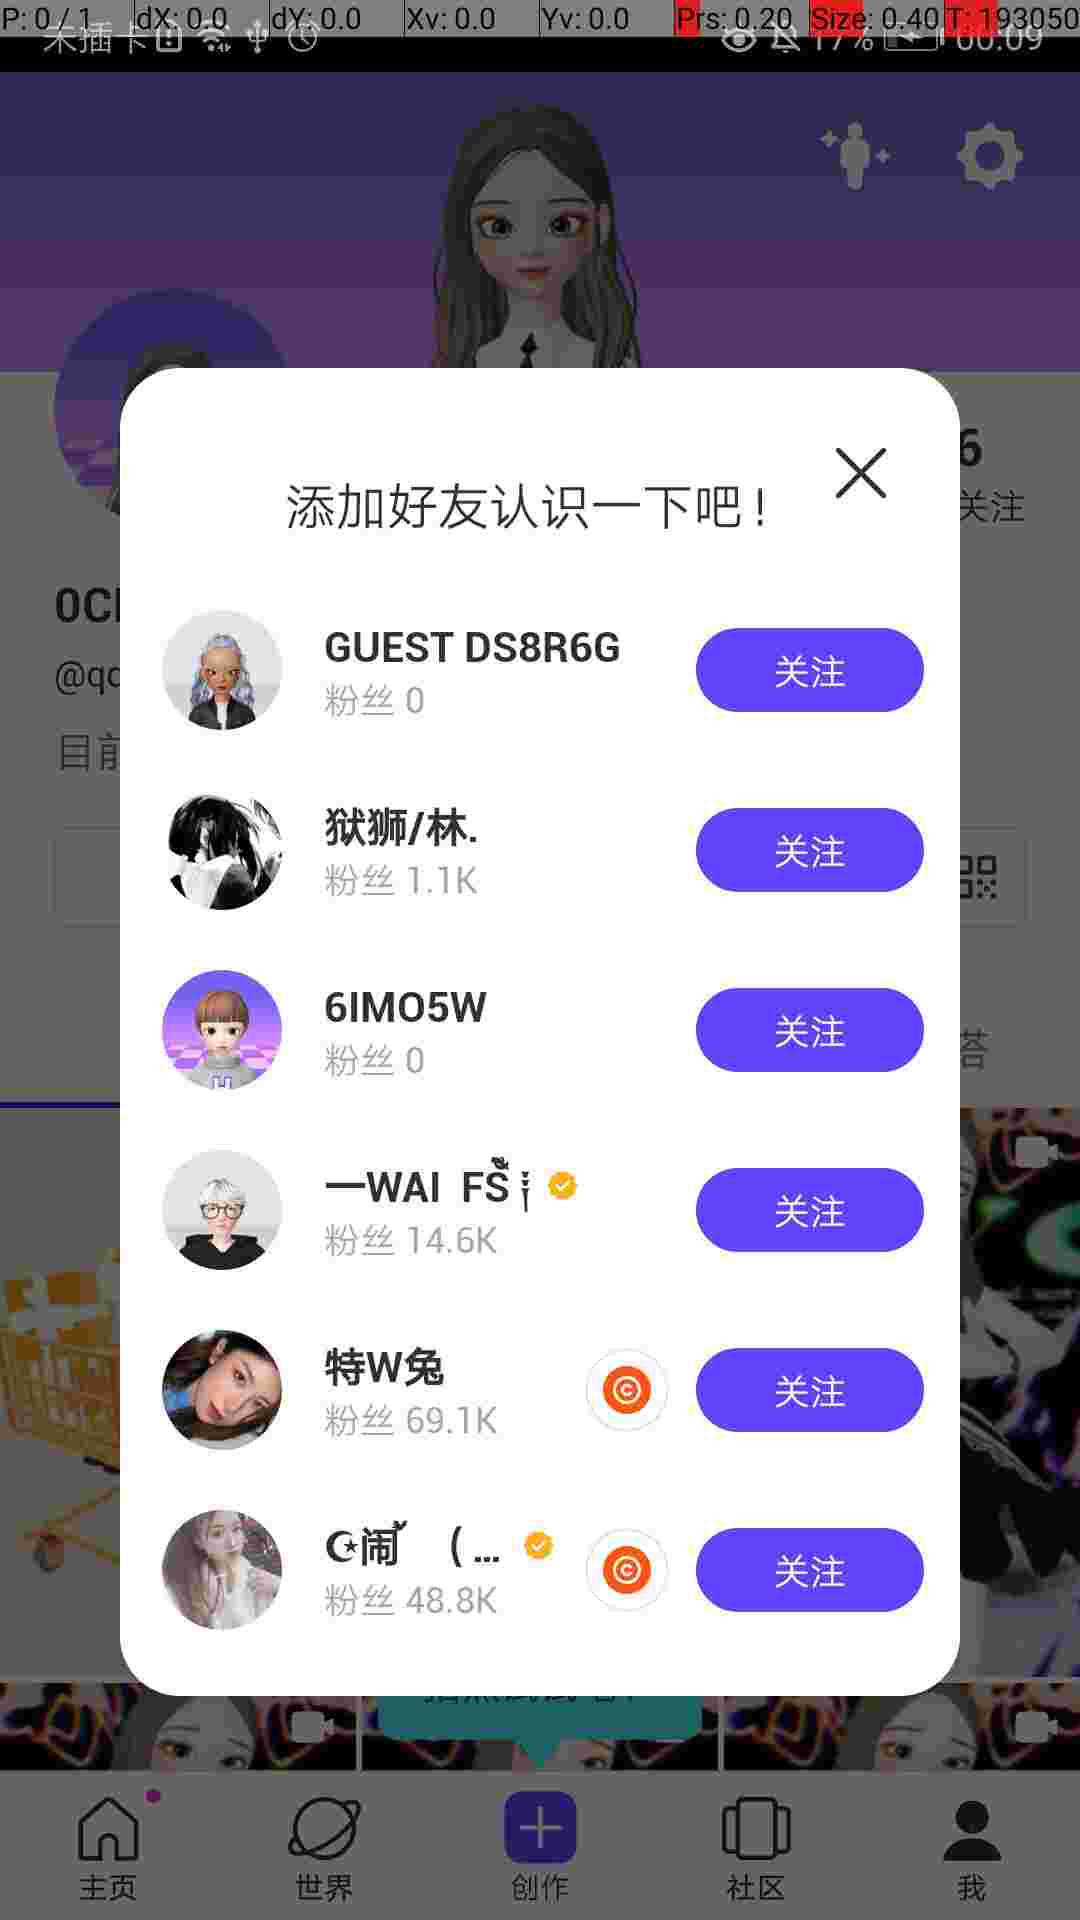 P: 0 / 1 dX: 0.0 dY: 0.0 Xv: 0.0 Yv: 0.0 Prs: 0.20 Size: 0.40 T: 193050
未插卡 17% 00:09
6
关注
添加好友认识一下吧!
@qc
目前
GUEST DS8R6G
粉丝 0
关注
狱狮/林.
粉丝 1.1K
关注
6IMO5W
粉丝 0
关注
答
一WAI FS
粉丝 14.6K
关注
特W兔
粉丝 69.1K
关注
闹 ( ...
粉丝 48.8K
关注
主页
世界
创作
社区
我